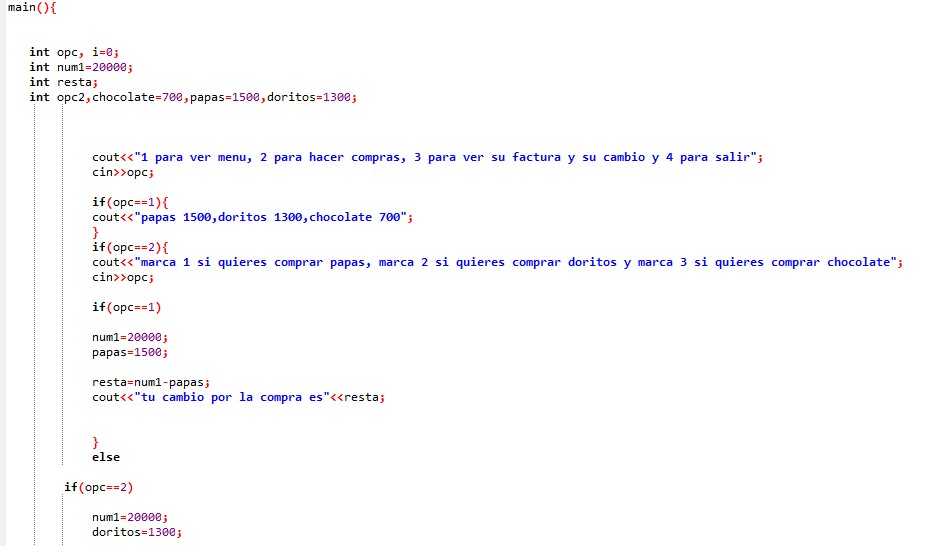 main(){
int opc, i=0;
int num1=20000;
int resta;
int opc2,chocolate=700,papas=1500,doritos=1300;
cout<<"1 para ver menu, 2 para hacer compras, 3 para ver su factura y su cambio y 4 para salir";
cin>>opc;
if(opc==1){
cout<<"papas 1500,doritos 1300,chocolate 700";
}
if(opc==2){
cout<<"marca 1 si quieres comprar papas, marca 2 si quieres comprar doritos y marca 3 si quieres comprar chocolate";
cin>>opc;
if(opc==1)
num1=20000;
papas=1500;
resta=num1-papas;
cout<<"tu cambio por la compra es"<<resta;
}
else
if(opc==2)
num1=20000;
doritos=1300;